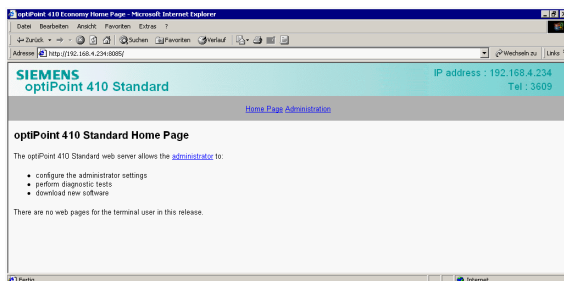 optiPoint 410 Economy Home Page - Microsoft Internet Explorer
Datei Bearbeiten Ansicht Favoriten Extras ?
Zurück Suchen Favoriten Verlauf
Adresse http://192.168.4.234:8085/ Wechseln zu Links
SIEMENS IP address : 192.168.4.234
optiPoint 410 Standard Tel : 3609
Home Page Administration
optiPoint 410 Standard Home Page
The optiPoint 410 Standard web server allows the administrator to:
• configure the administrator settings
• perform diagnostic tests
• download new software
There are no web pages for the terminal user in this release.
Fertig Internet